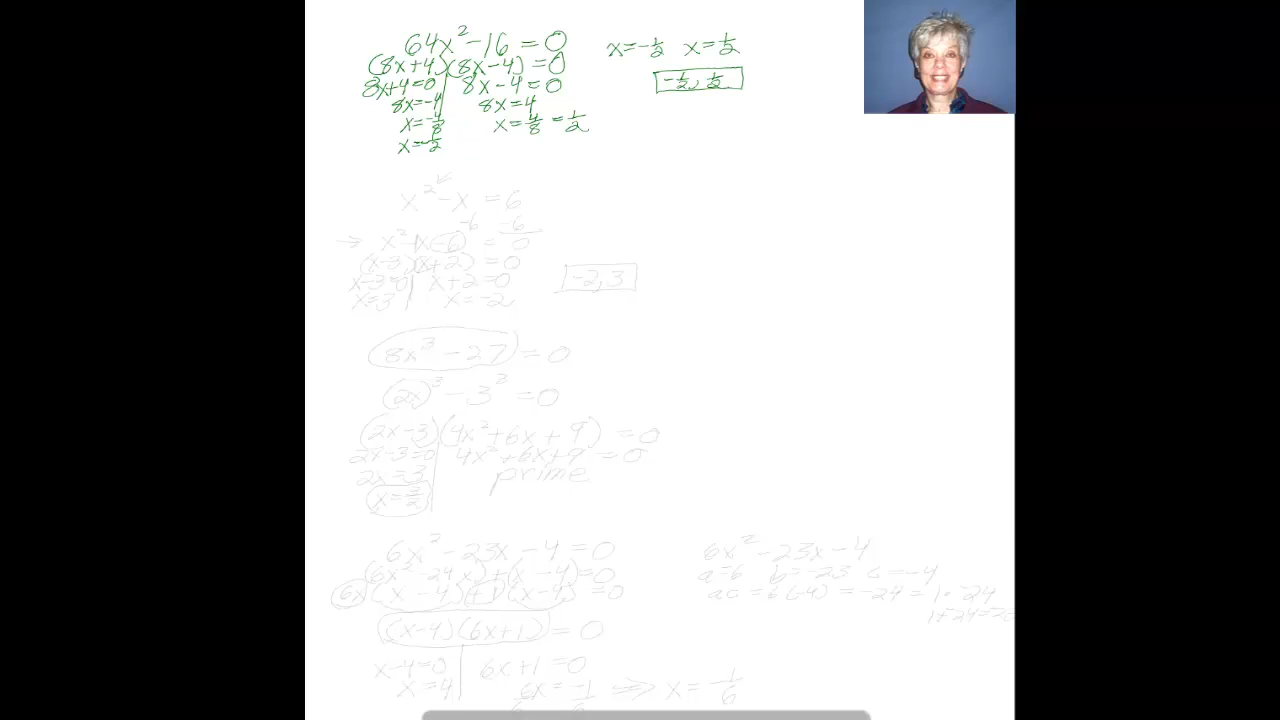 64x² - 16 = 0
(8x+4)(8x-4) = 0
8x+4=0 8x-4=0
8x=-4 8x=4
x=-4/8 x=4/8=1/2
x=-1/2
x=-1/2 x=1/2
-1/2, 1/2
x² - x = 6
-6 -6
→ x²-1x-6 = 0
(x-3)(x+2) = 0
x-3=0 x+2=0
x=3 x=-2
-2, 3
8x³ - 27 = 0
(2x)³ - 3³ = 0
(2x-3)(4x²+6x+9) = 0
2x-3=0 4x²+6x+9=0
2x=3 prime
x=3/2
6x² - 23x - 4 = 0
(6x²-24x)+(x-4)=0
6x(x-4)+1(x-4)=0
(x-4)(6x+1) = 0
x-4=0 6x+1=0
x=4 6x=-1 ⇒ x=-1/6
6 6
6x² - 23x - 4
a=6 b=-23 c=-4
ac = 6(-4) = -24 = 1·-24